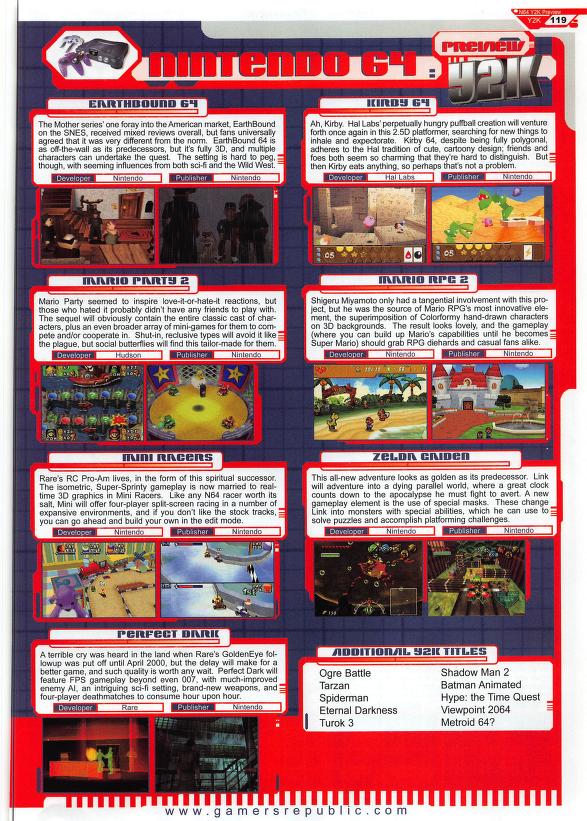 N64 Y2K Preview
Y2K 119
NINTENDO 64
PREVIEW
Y2K
EARTHBOUND 64
The Mother series' one foray into the American market, EarthBound
on the SNES, received mixed reviews overall, but fans universally
agreed that it was very different from the norm. EarthBound 64 is
as off-the-wall as its predecessors, but it's fully 3D, and multiple
characters can undertake the quest. The setting is hard to peg,
though, with seeming influences from both sci-fi and the Wild West.
Developer Nintendo Publisher Nintendo
KIRBY 64
Ah, Kirby. Hal Labs' perpetually hungry puffball creation will venture
forth once again in this 2.5D platformer, searching for new things to
inhale and expectorate. Kirby 64, despite being fully polygonal,
adheres to the Hal tradition of cute, cartoony design; friends and
foes both seem so charming that they're hard to distinguish. But
then Kirby eats anything, so perhaps that's not a problem.
Developer Hal Labs Publisher Nintendo
05
05
MARIO PARTY 2
Mario Party seemed to inspire love-it-or-hate-it reactions, but
those who hated it probably didn't have any friends to play with.
The sequel will obviously contain the entire classic cast of char-
acters, plus an even broader array of mini-games for them to com-
pete and/or cooperate in. Shut-in, reclusive types will avoid it like
the plague, but social butterflies will find this tailor-made for them.
Developer Hudson Publisher Nintendo
MARIO RPG 2
Shigeru Miyamoto only had a tangential involvement with this pro-
ject, but he was the source of Mario RPG's most innovative ele-
ment, the superimposition of Colorformy hand-drawn characters
on 3D backgrounds. The result looks lovely, and the gameplay
(where you can build up Mario's capabilities until he becomes
Super Mario) should grab RPG diehards and casual fans alike.
Developer Nintendo Publisher Nintendo
MINI RACERS
Rare's RC Pro-Am lives, in the form of this spiritual successor.
The isometric, Super-Sprinty gameplay is now married to real-
time 3D graphics in Mini Racers. Like any N64 racer worth its
salt, Mini will offer four-player split-screen racing in a number of
expansive environments, and if you don't like the stock tracks,
you can go ahead and build your own in the edit mode.
Developer Nintendo Publisher Nintendo
ZELDA GAIDEN
This all-new adventure looks as golden as its predecessor. Link
will adventure into a dying parallel world, where a great clock
counts down to the apocalypse he must fight to avert. A new
gameplay element is the use of special masks. These change
Link into monsters with special abilities, which he can use to
solve puzzles and accomplish platforming challenges.
Developer Nintendo Publisher Nintendo
PERFECT DARK
A terrible cry was heard in the land when Rare's GoldenEye fol-
lowup was put off until April 2000, but the delay will make for a
better game, and such quality is worth any wait. Perfect Dark will
feature FPS gameplay beyond even 007, with much-improved
enemy AI, an intriguing sci-fi setting, brand-new weapons, and
four-player deathmatches to consume hour upon hour.
Developer Rare Publisher Nintendo
ADDITIONAL Y2K TITLES
Ogre Battle
Tarzan
Spiderman
Eternal Darkness
Turok 3
Shadow Man 2
Batman Animated
Hype: the Time Quest
Viewpoint 2064
Metroid 64?
www.gamersrepublic.com